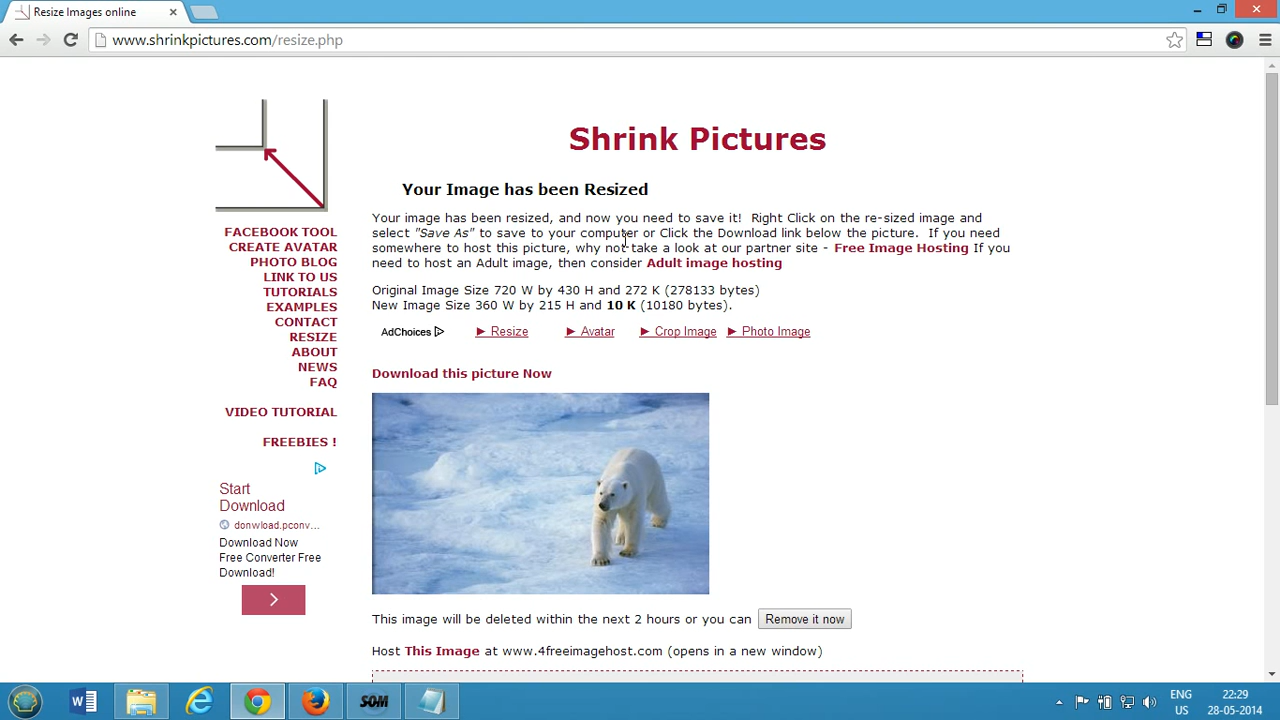 Resize Images online
www.shrinkpictures.com/resize.php
Shrink Pictures
Your Image has been Resized
Your image has been resized, and now you need to save it! Right Click on the re-sized image and
select "Save As" to save to your computer or Click the Download link below the picture. If you need
somewhere to host this picture, why not take a look at our partner site - Free Image Hosting If you
need to host an Adult image, then consider Adult image hosting
Original Image Size 720 W by 430 H and 272 K (278133 bytes)
New Image Size 360 W by 215 H and 10 K (10180 bytes).
AdChoices
► Resize
► Avatar
► Crop Image
► Photo Image
Download this picture Now
This image will be deleted within the next 2 hours or you can Remove it now
Host This Image at www.4freeimagehost.com (opens in a new window)
FACEBOOK TOOL
CREATE AVATAR
PHOTO BLOG
LINK TO US
TUTORIALS
EXAMPLES
CONTACT
RESIZE
ABOUT
NEWS
FAQ
VIDEO TUTORIAL
FREEBIES !
Start
Download
donwload.pconv...
Download Now
Free Converter Free
Download!
SOM
ENG
US
22:29
28-05-2014